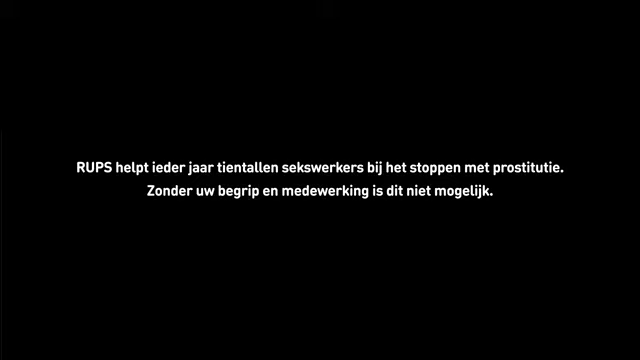 RUPS helpt ieder jaar tientallen sekswerkers bij het stoppen met prostitutie.
Zonder uw begrip en medewerking is dit niet mogelijk.